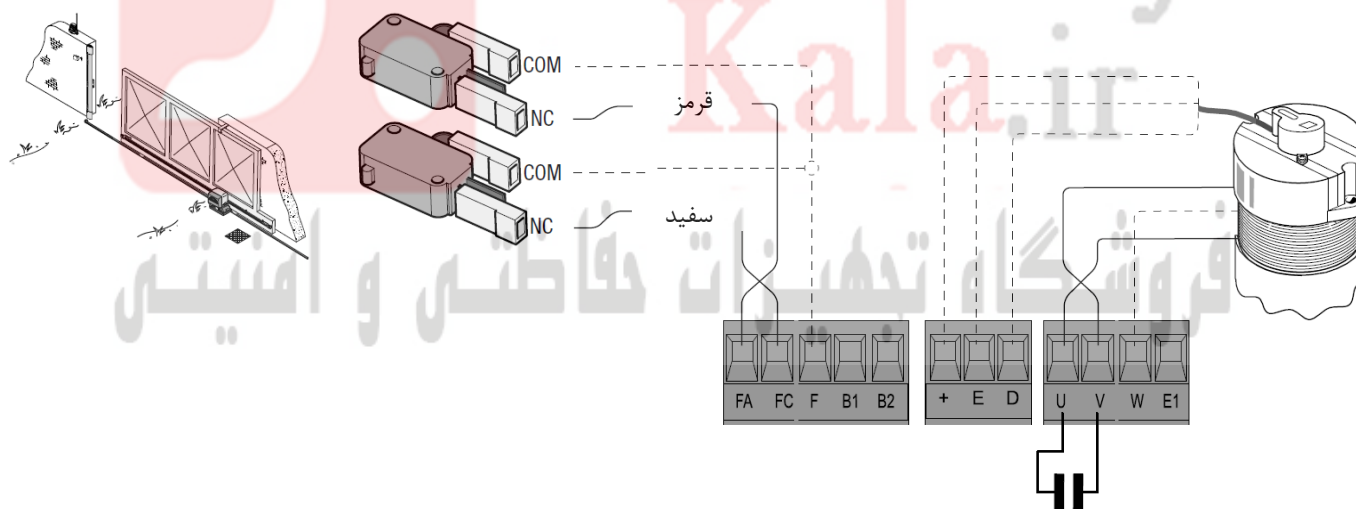 Kala.ir
COM
قرمز
NC
COM
سفید
NC
فروشگاه تجهیزات حفاظتی و امنیتی
FA FC F B1 B2 + E D U V W E1